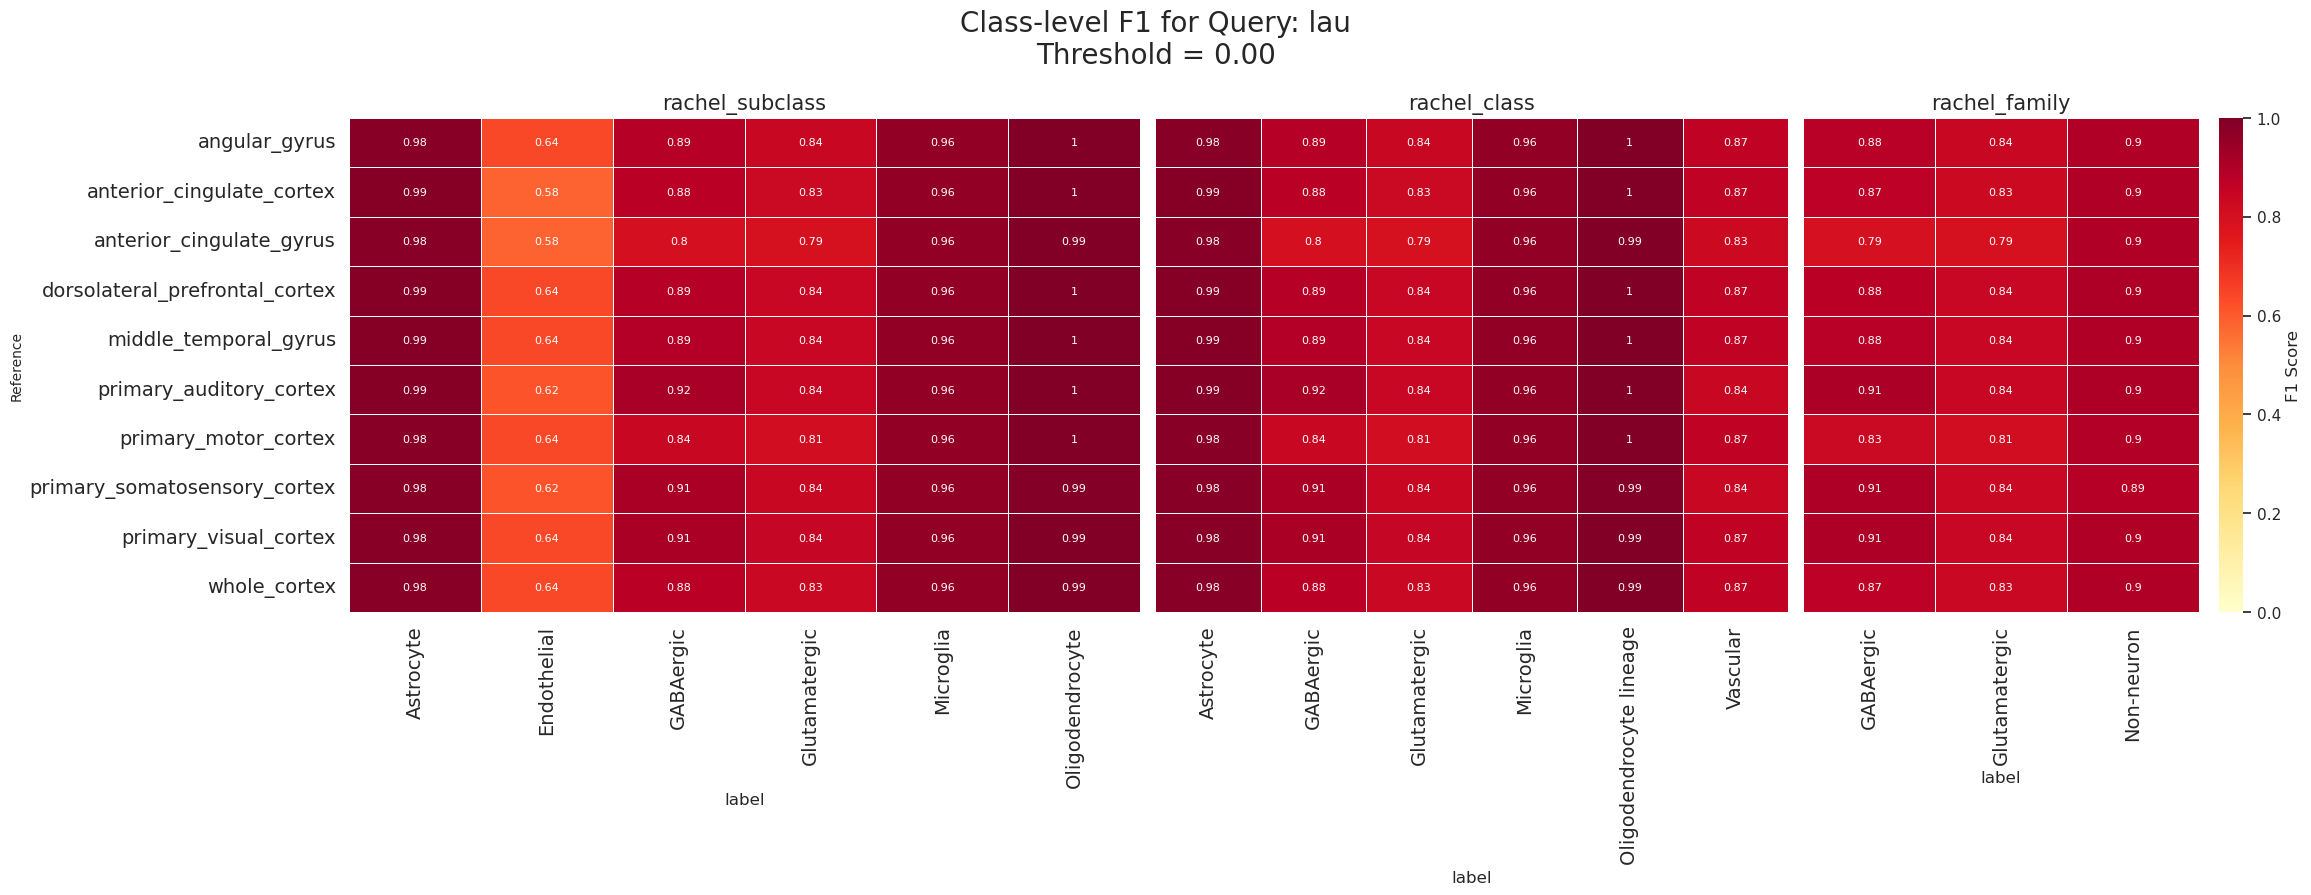 Class-level F1 for Query: lau
Threshold = 0.00
rachel_subclass rachel_class rachel_family
angular_gyrus 0.98 0.64 0.89 0.84 0.96 1 0.98 0.89 0.84 0.96 1 0.87 0.88 0.84 0.9
anterior_cingulate_cortex 0.99 0.58 0.88 0.83 0.96 1 0.99 0.88 0.83 0.96 1 0.87 0.87 0.83 0.9
anterior_cingulate_gyrus 0.98 0.58 0.8 0.79 0.96 0.99 0.98 0.8 0.79 0.96 0.99 0.83 0.79 0.79 0.9
dorsolateral_prefrontal_cortex 0.99 0.64 0.89 0.84 0.96 1 0.99 0.89 0.84 0.96 1 0.87 0.88 0.84 0.9
middle_temporal_gyrus 0.99 0.64 0.89 0.84 0.96 1 0.99 0.89 0.84 0.96 1 0.87 0.88 0.84 0.9
primary_auditory_cortex 0.99 0.62 0.92 0.84 0.96 1 0.99 0.92 0.84 0.96 1 0.84 0.91 0.84 0.9
primary_motor_cortex 0.98 0.64 0.84 0.81 0.96 1 0.98 0.84 0.81 0.96 1 0.87 0.83 0.81 0.9
primary_somatosensory_cortex 0.98 0.62 0.91 0.84 0.96 0.99 0.98 0.91 0.84 0.96 0.99 0.84 0.91 0.84 0.89
primary_visual_cortex 0.98 0.64 0.91 0.84 0.96 0.99 0.98 0.91 0.84 0.96 0.99 0.87 0.91 0.84 0.9
whole_cortex 0.98 0.64 0.88 0.83 0.96 0.99 0.98 0.88 0.83 0.96 0.99 0.87 0.87 0.83 0.9
Reference
Astrocyte
Endothelial
GABAergic
Glutamatergic
Microglia
Oligodendrocyte
label
Astrocyte
GABAergic
Glutamatergic
Microglia
Oligodendrocyte lineage
Vascular
label
GABAergic
Glutamatergic
Non-neuron
label
1.0
0.8
0.6
0.4
0.2
0.0
F1 Score